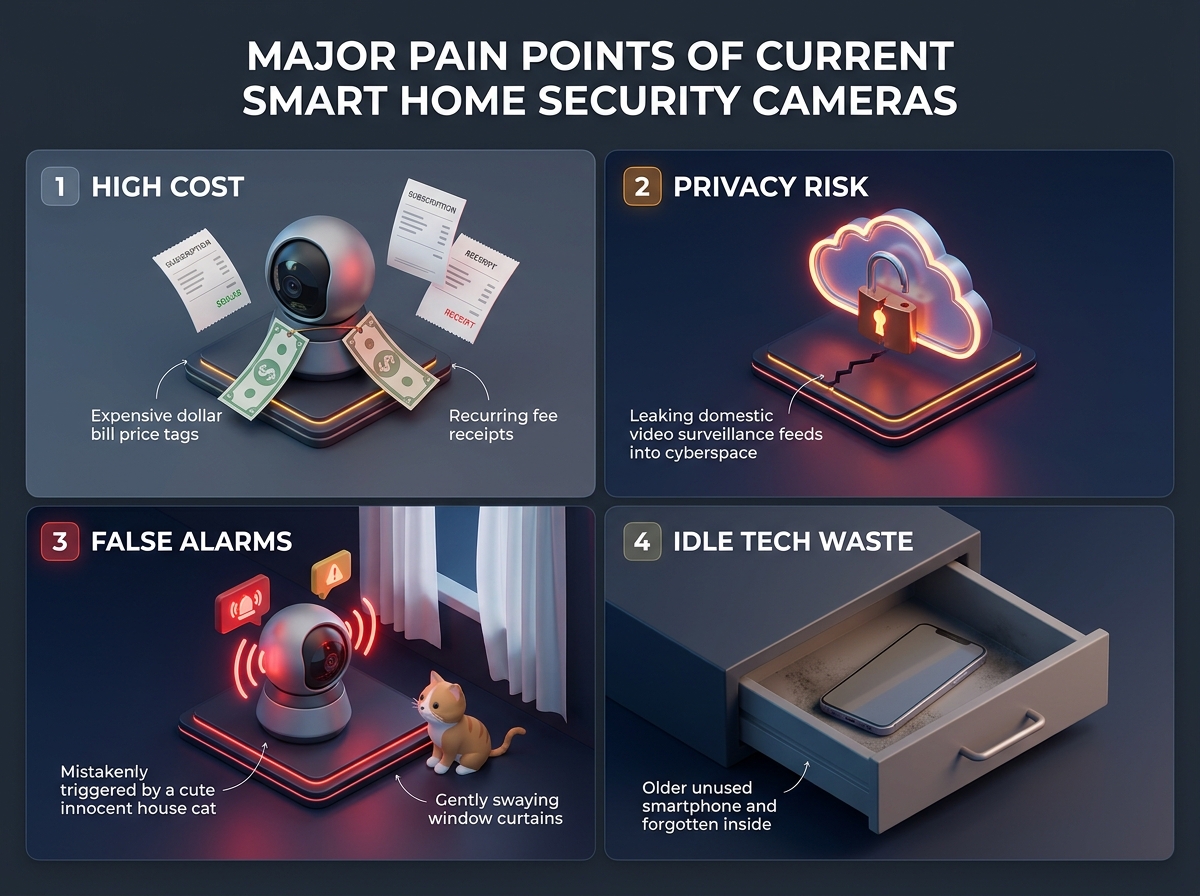 MAJOR PAIN POINTS OF CURRENT
SMART HOME SECURITY CAMERAS
1 HIGH COST
SUBSCRIPTION
RECEIPT
Expensive dollar
bill price tags
Recurring fee
receipts
2 PRIVACY RISK
Leaking domestic
video surveillance feeds
into cyberspace
3 FALSE ALARMS
Mistakenly
triggered by a cute
innocent house cat
Gently swaying
window curtains
4 IDLE TECH WASTE
Older unused
smartphone and
forgotten inside